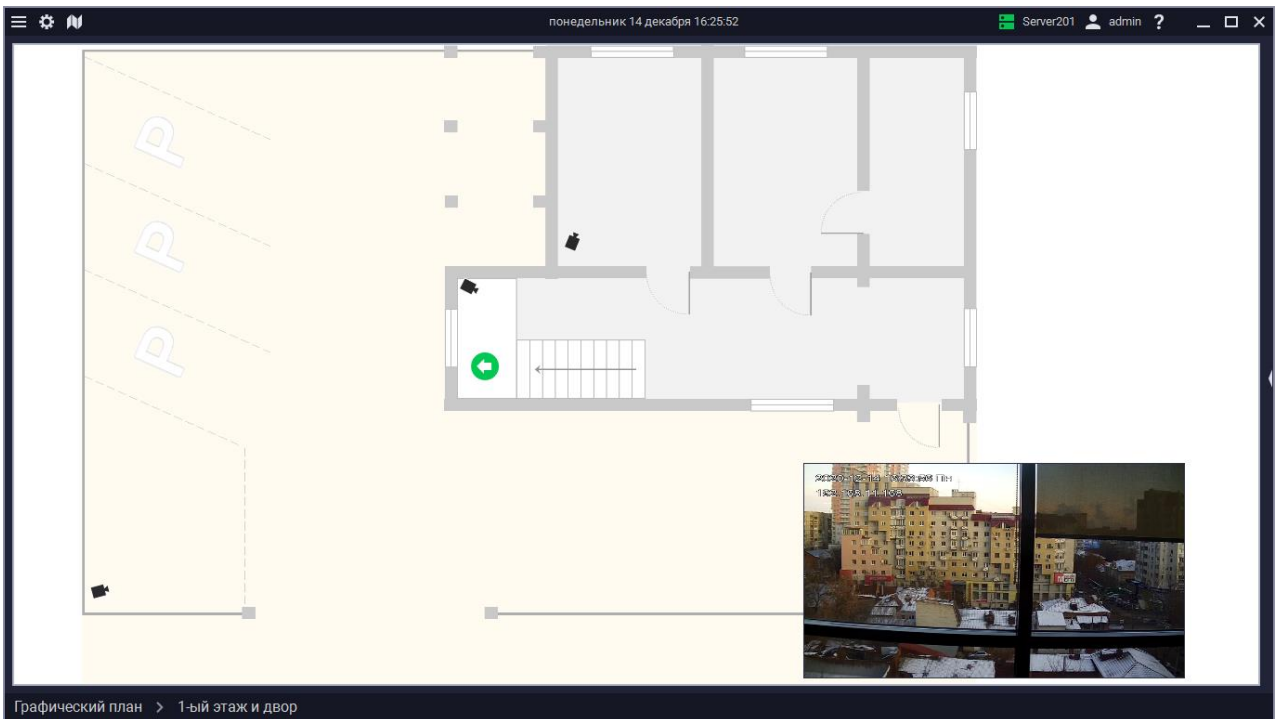 понедельник 14 декабря 16:25:52
Server201 admin ?
P
P
P
Графический план > 1-ый этаж и двор